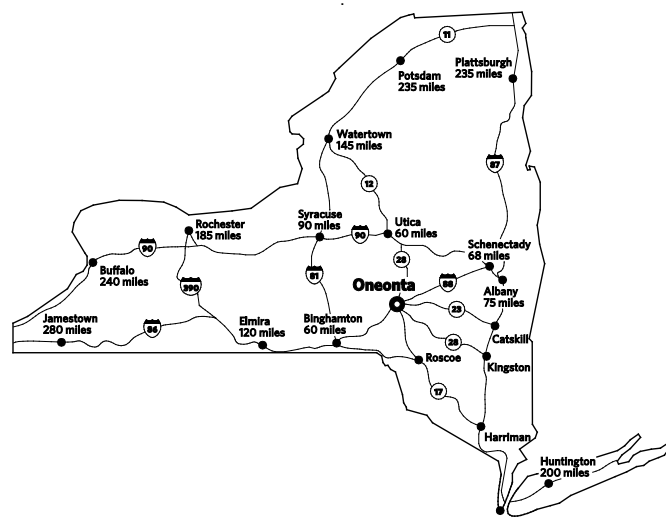 11
Plattsburgh
235 miles
Potsdam
235 miles
Watertown
145 miles
87
12
Syracuse
90 miles
Utica
60 miles
Rochester
185 miles
90
90
Schenectady
68 miles
28
Buffalo
240 miles
81
88
390
Oneonta
Albany
75 miles
Jamestown
280 miles
86
Elmira
120 miles
Binghamton
60 miles
23
Catskill
28
Roscoe
Kingston
17
Harriman
Huntington
200 miles